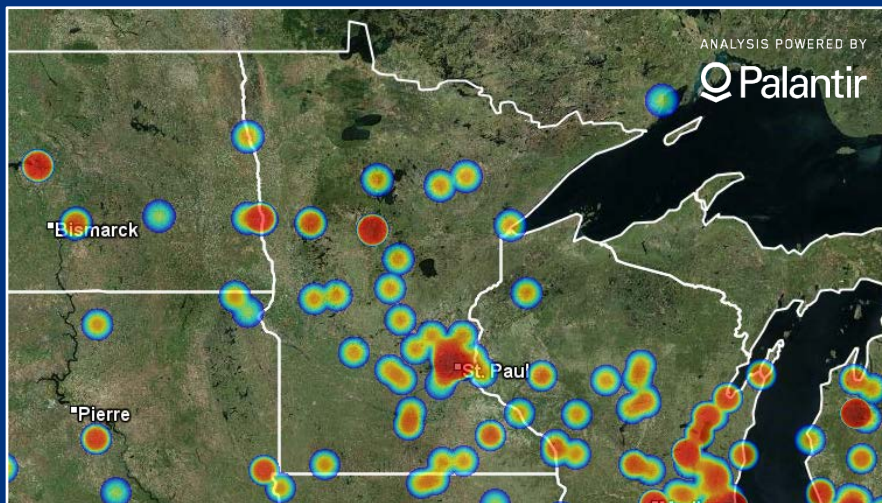 ANALYSIS POWERED BY
Palantir
Bismarck
St. Paul
Pierre